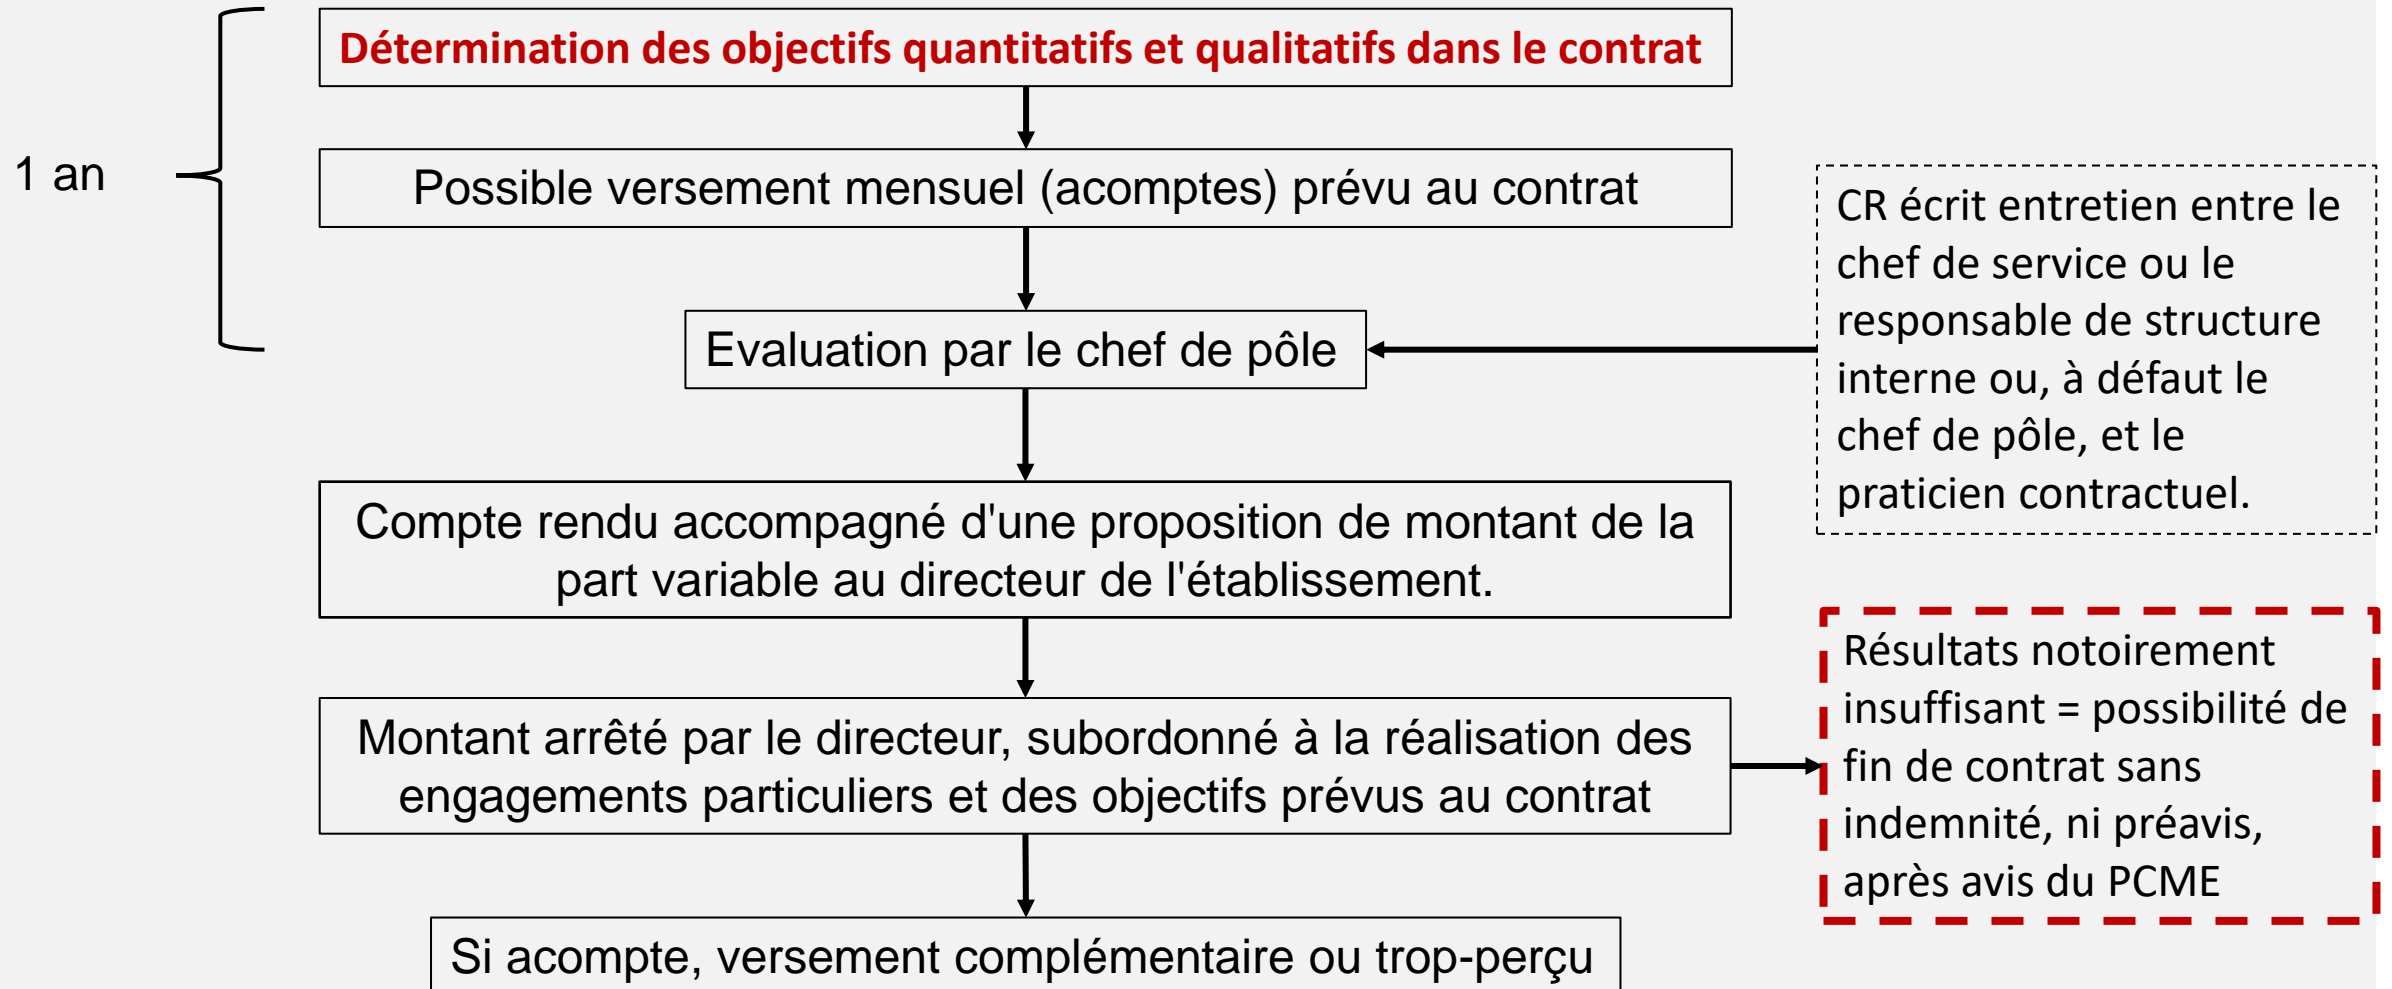 Détermination des objectifs quantitatifs et qualitatifs dans le contrat
1 an
Possible versement mensuel (acomptes) prévu au contrat
Evaluation par le chef de pôle
CR écrit entretien entre le
chef de service ou le
responsable de structure
interne ou, à défaut le
chef de pôle, et le
praticien contractuel.
Compte rendu accompagné d'une proposition de montant de la
part variable au directeur de l'établissement.
Montant arrêté par le directeur, subordonné à la réalisation des
engagements particuliers et des objectifs prévus au contrat
Résultats notoirement
insuffisant = possibilité de
fin de contrat sans
indemnité, ni préavis,
après avis du PCME
Si acompte, versement complémentaire ou trop-perçu